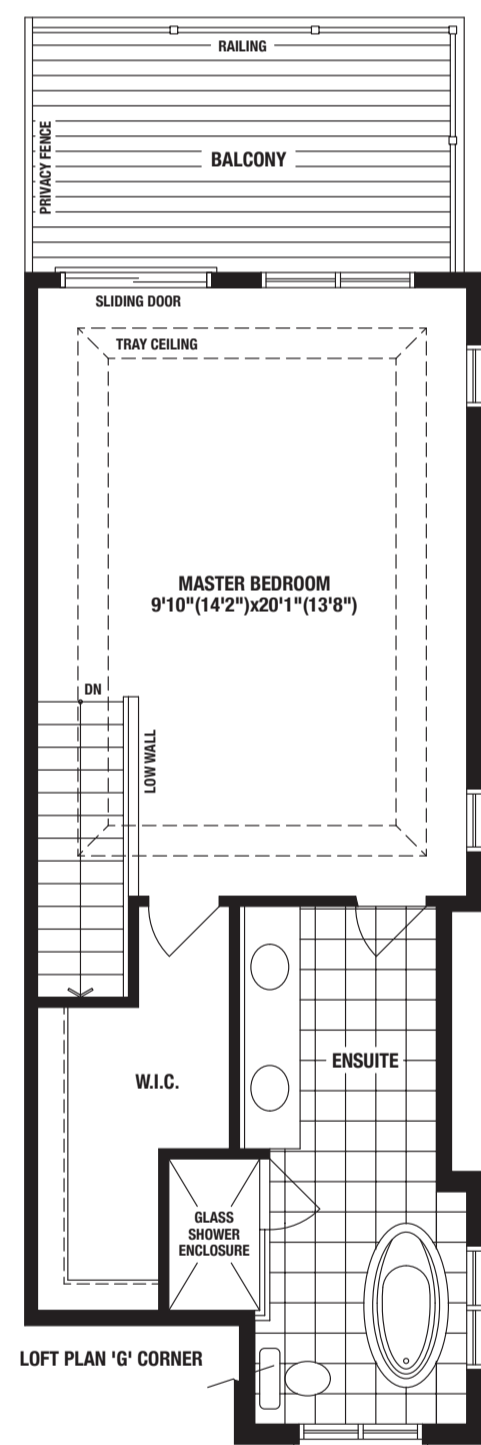 RAILING
PRIVACY FENCE
BALCONY
SLIDING DOOR
TRAY CEILING
MASTER BEDROOM
9'10"(14'2")x20'1"(13'8")
DN
LOW WALL
ENSUITE
W.I.C.
GLASS
SHOWER
ENCLOSURE
LOFT PLAN 'G' CORNER